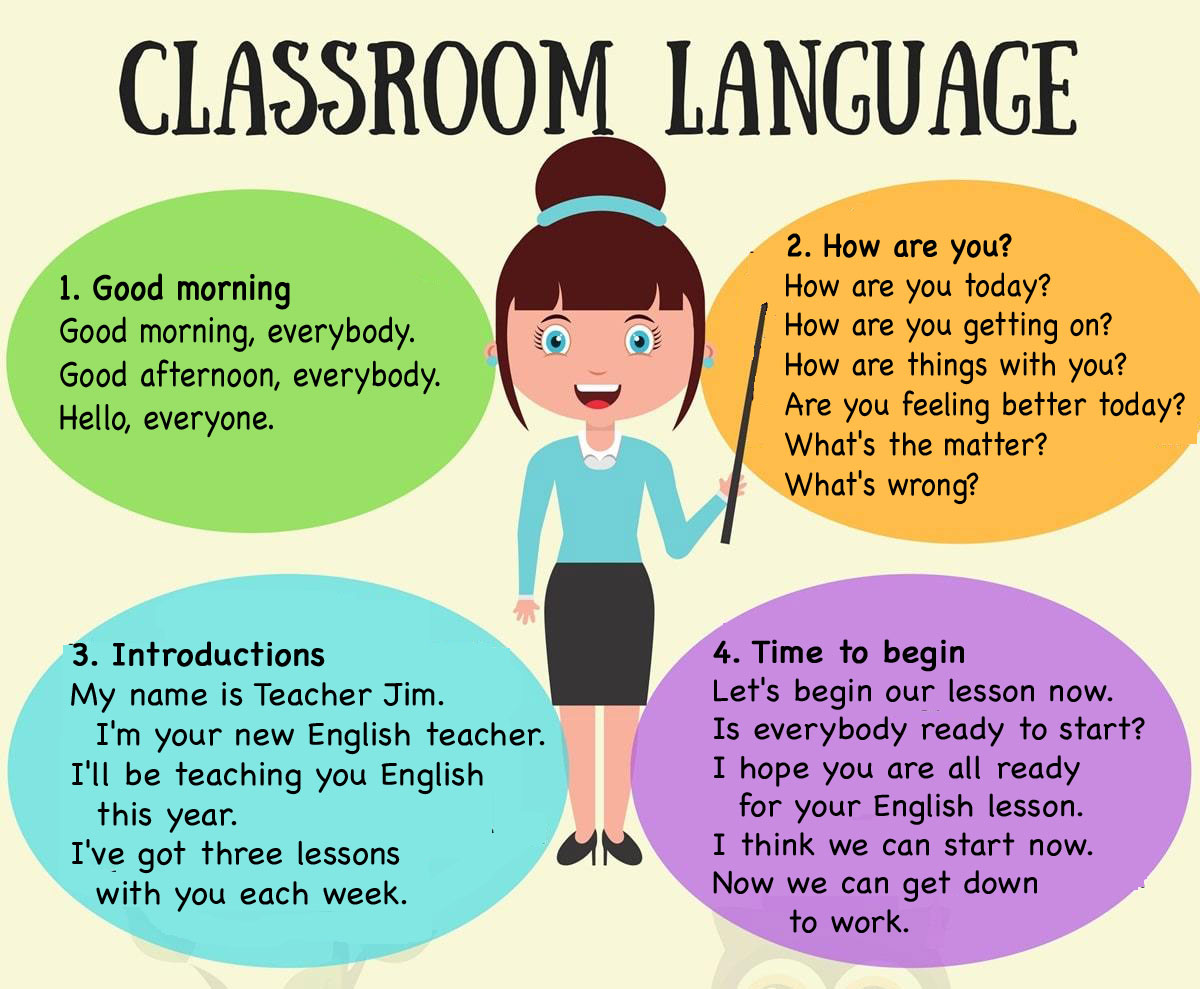 CLASSROOM LANGUAGE
1. Good morning
Good morning, everybody.
Good afternoon, everybody.
Hello, everyone.
2. How are you?
How are you today?
How are you getting on?
How are things with you?
Are you feeling better today?
What's the matter?
What's wrong?
3. Introductions
My name is Teacher Jim.
I'm your new English teacher.
I'll be teaching you English
this year.
I've got three lessons
with you each week.
4. Time to begin
Let's begin our lesson now.
Is everybody ready to start?
I hope you are all ready
for your English lesson.
I think we can start now.
Now we can get down
to work.